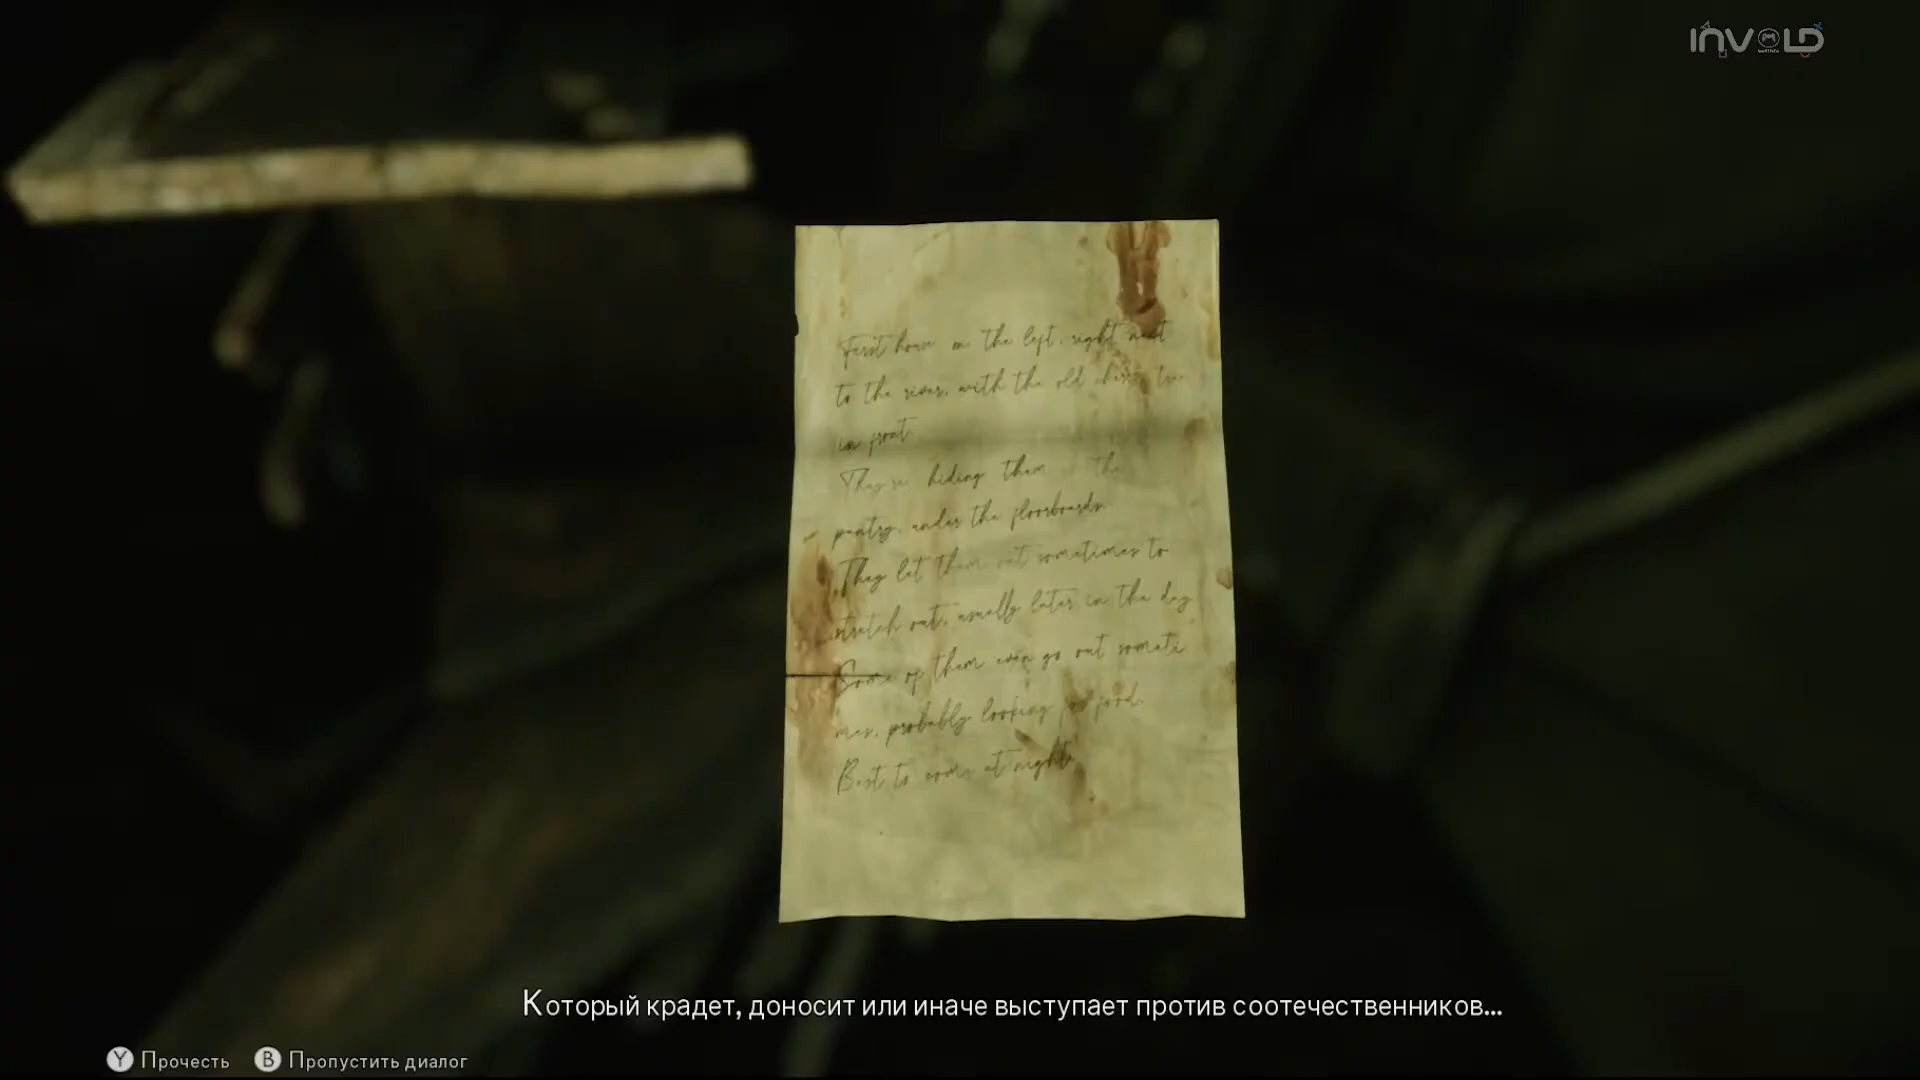 INVOLD
First house on the left, right next
to the river, with the old cherry tree
in front.
They're hiding them in the
pantry, under the floorboards.
They let them out sometimes to
stretch out, usually later in the day
Some of them even go out someti
mes, probably looking for food.
Best to come at night.
Который крадет, доносит или иначе выступает против соотечественников...
Y Прочесть B Пропустить диалог